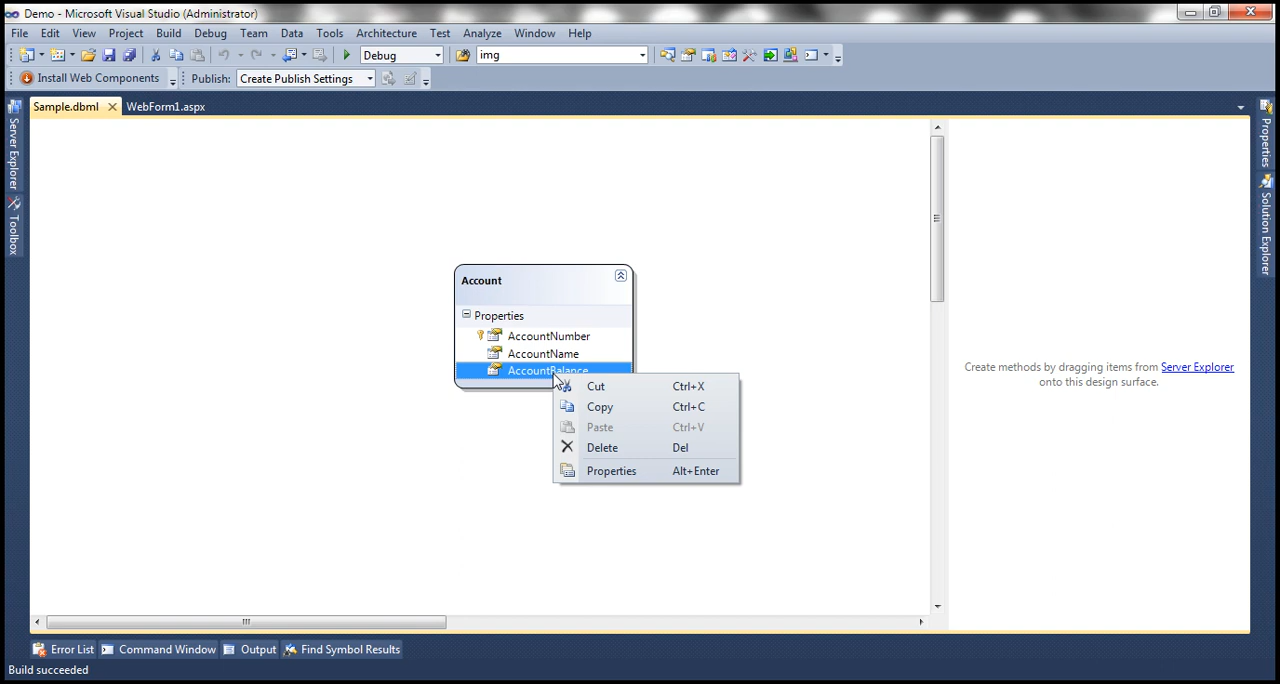 Demo - Microsoft Visual Studio (Administrator)
File Edit View Project Build Debug Team Data Tools Architecture Test Analyze Window Help
Debug img
Install Web Components Publish: Create Publish Settings
Sample.dbml WebForm1.aspx
Server Explorer
Toolbox
Properties
Solution Explorer
Account
Properties
AccountNumber
AccountName
AccountBalance
Cut Ctrl+X
Copy Ctrl+C
Paste Ctrl+V
Delete Del
Properties Alt+Enter
Create methods by dragging items from Server Explorer
onto this design surface.
Error List Command Window Output Find Symbol Results
Build succeeded